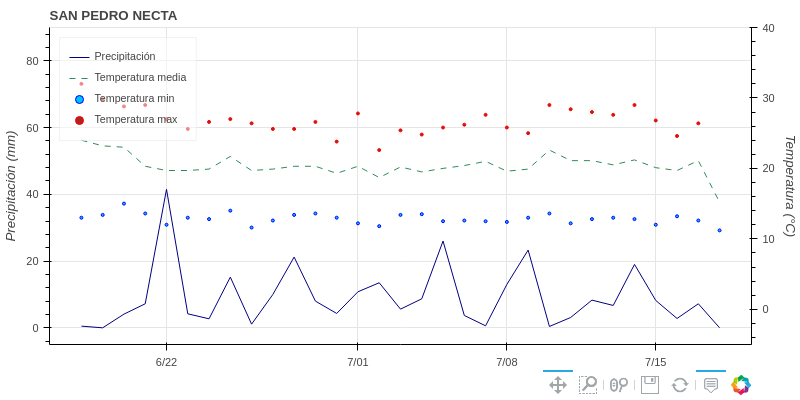 SAN PEDRO NECTA
Precipitación (mm)
80
60
40
20
0
Precipitación
Temperatura media
Temperatura min
Temperatura max
40
30
20
10
0
Temperatura (°C)
6/22
7/01
7/08
7/15